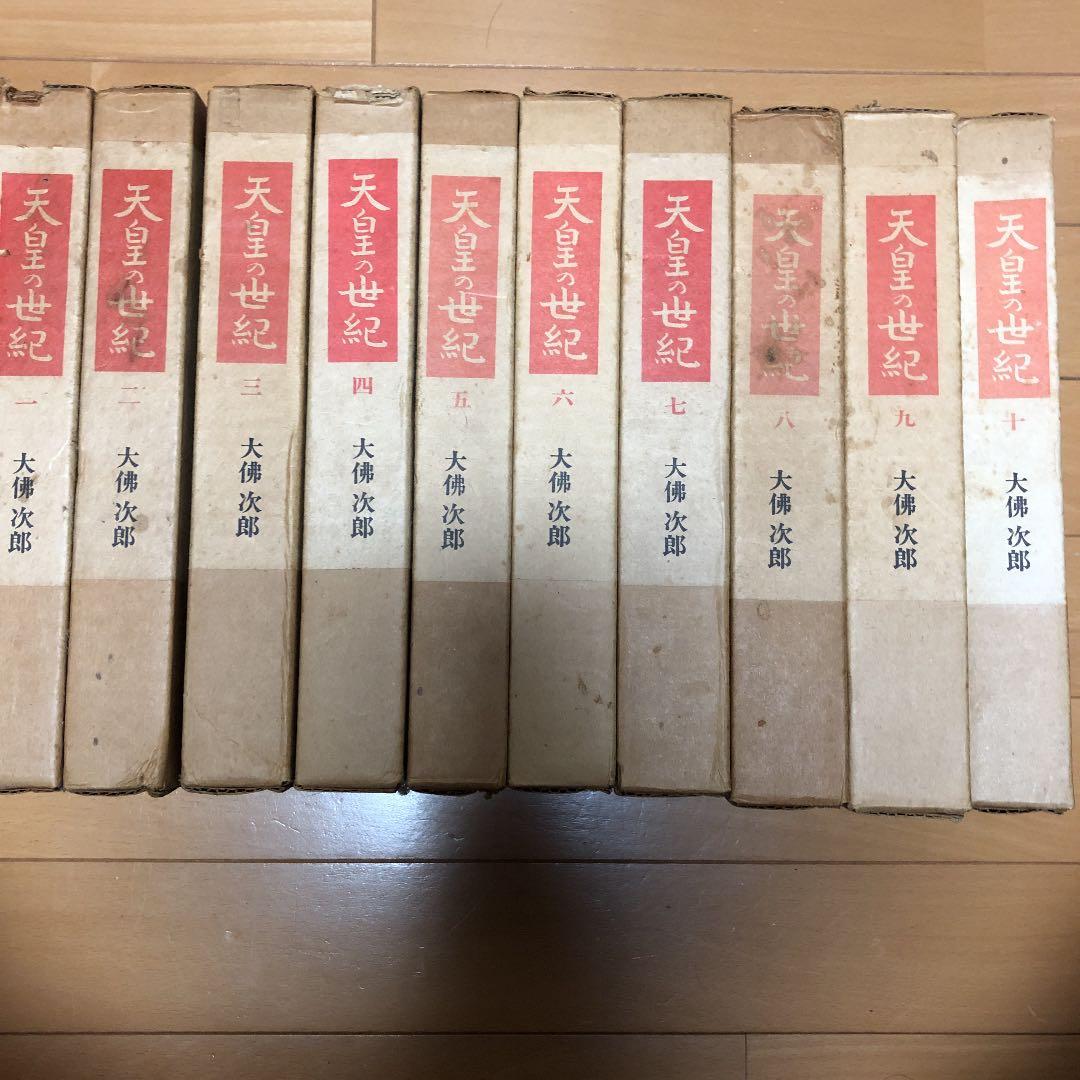 天皇の世紀
一
大佛次郎
天皇の世紀
二
大佛次郎
天皇の世紀
三
大佛次郎
天皇の世紀
四
大佛次郎
天皇の世紀
五
大佛次郎
天皇の世紀
六
大佛次郎
天皇の世紀
七
大佛次郎
天皇の世紀
八
大佛次郎
天皇の世紀
九
大佛次郎
天皇の世紀
十
大佛次郎